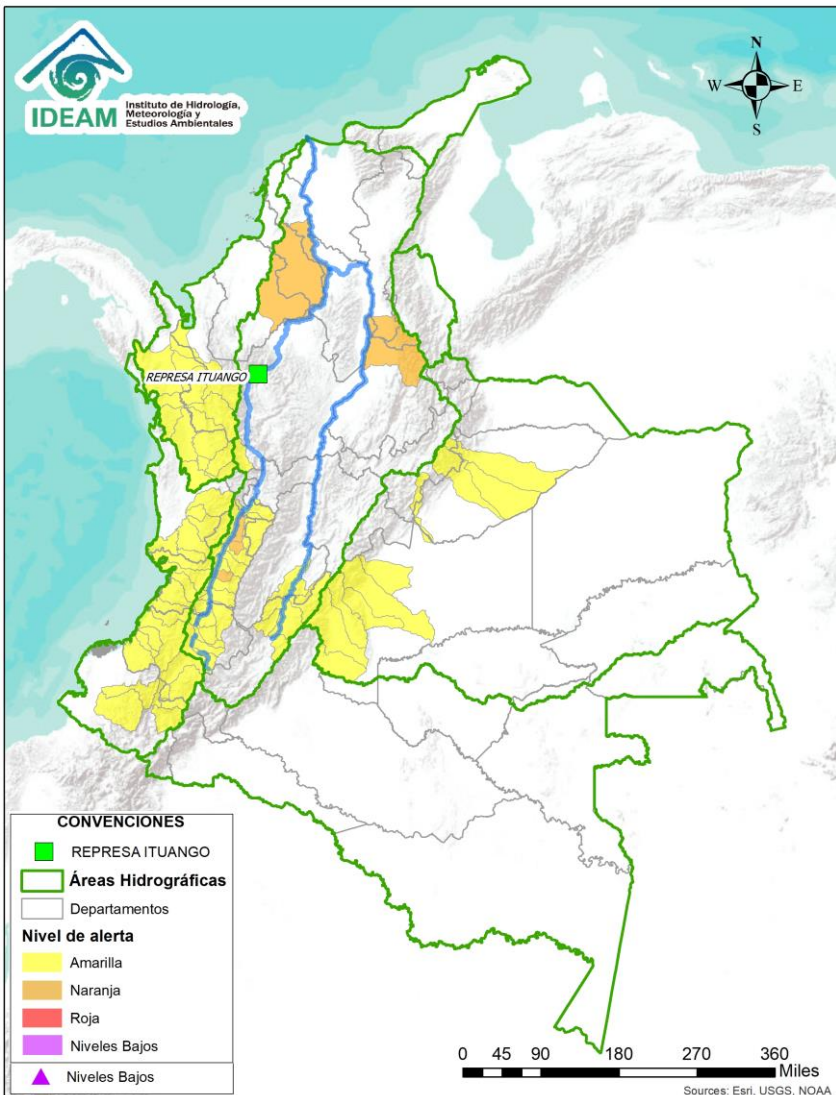 IDEAM
Instituto de Hidrología,
Meteorología y
Estudios Ambientales
N
W
E
S
REPRESA ITUANGO
CONVENCIONES
REPRESA ITUANGO
Áreas Hidrográficas
Departamentos
Nivel de alerta
Amarilla
Naranja
Roja
Niveles Bajos
Niveles Bajos
0 45 90 180 270 360
Miles
Sources: Esri, USGS, NOAA